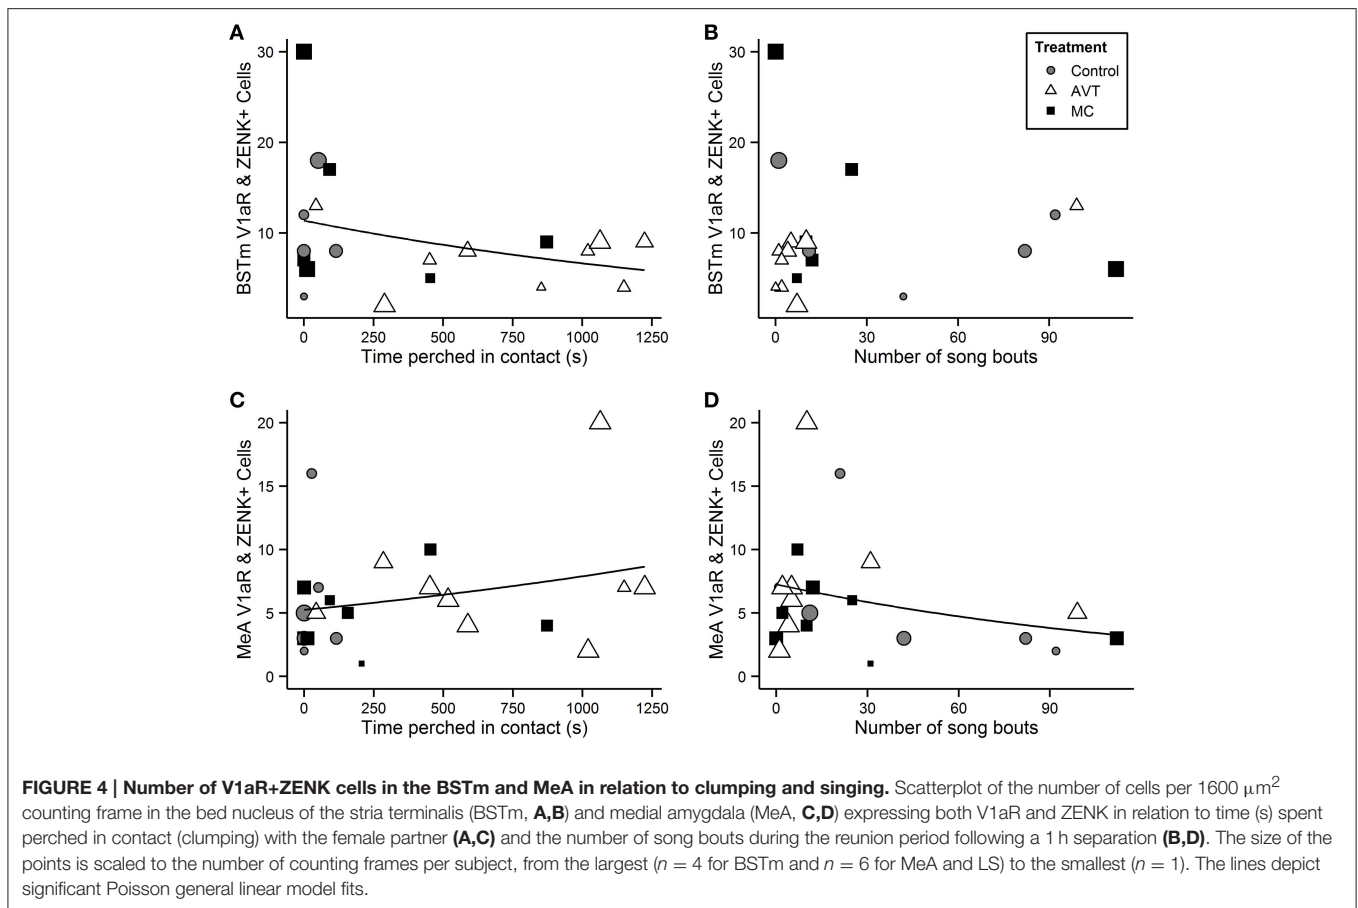 A
BSTm V1aR & ZENK+ Cells
30
20
10
0
250
500
750
1000
1250
Time perched in contact (s)
B
BSTm V1aR & ZENK+ Cells
30
20
10
0
30
60
90
Number of song bouts
Treatment
Control
AVT
MC
C
MeA V1aR & ZENK+ Cells
20
15
10
5
0
0
250
500
750
1000
1250
Time perched in contact (s)
D
MeA V1aR & ZENK+ Cells
20
15
10
5
0
0
30
60
90
Number of song bouts
FIGURE 4 | Number of V1aR+ZENK cells in the BSTm and MeA in relation to clumping and singing. Scatterplot of the number of cells per 1600 μm²
counting frame in the bed nucleus of the stria terminalis (BSTm, A,B) and medial amygdala (MeA, C,D) expressing both V1aR and ZENK in relation to time (s) spent
perched in contact (clumping) with the female partner (A,C) and the number of song bouts during the reunion period following a 1 h separation (B,D). The size of the
points is scaled to the number of counting frames per subject, from the largest (n = 4 for BSTm and n = 6 for MeA and LS) to the smallest (n = 1). The lines depict
significant Poisson general linear model fits.